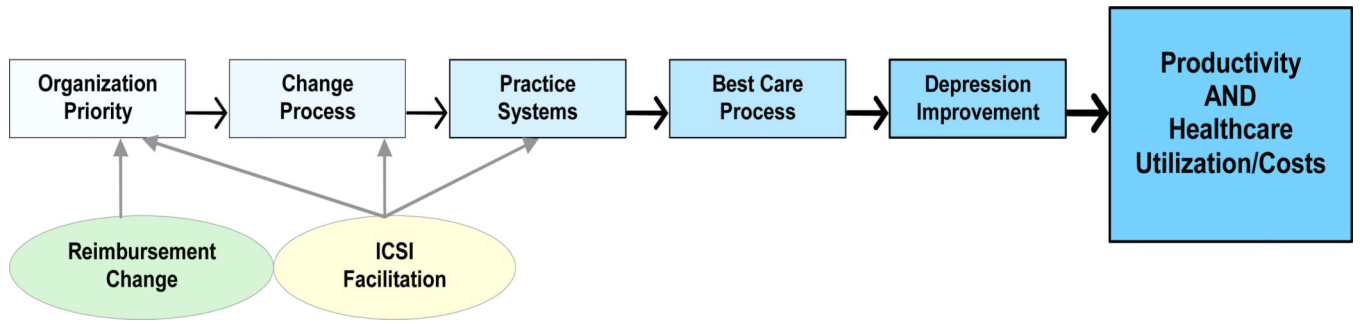 Organization
Priority
Change
Process
Practice
Systems
Best Care
Process
Depression
Improvement
Productivity
AND
Healthcare
Utilization/Costs
Reimbursement
Change
ICSI
Facilitation